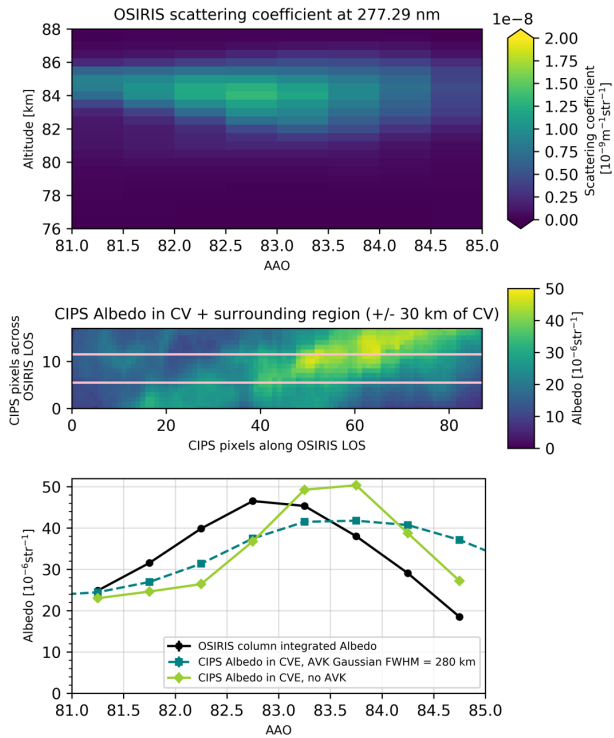 OSIRIS scattering coefficient at 277.29 nm
1e−8
88
86
84
82
80
78
76
Altitude [km]
81.0 81.5 82.0 82.5 83.0 83.5 84.0 84.5 85.0
AAO
2.00
1.75
1.50
1.25
1.00
0.75
0.50
0.25
0.00
Scattering coefficient
[10⁻⁹m⁻¹str⁻¹]
CIPS Albedo in CV + surrounding region (+/- 30 km of CV)
10
0
CIPS pixels across
OSIRIS LOS
0 20 40 60 80
CIPS pixels along OSIRIS LOS
50
40
30
20
10
0
Albedo [10⁻⁶str⁻¹]
50
40
30
20
10
0
Albedo [10⁻⁶str⁻¹]
OSIRIS column integrated Albedo
CIPS Albedo in CVE, AVK Gaussian FWHM = 280 km
CIPS Albedo in CVE, no AVK
81.0 81.5 82.0 82.5 83.0 83.5 84.0 84.5 85.0
AAO